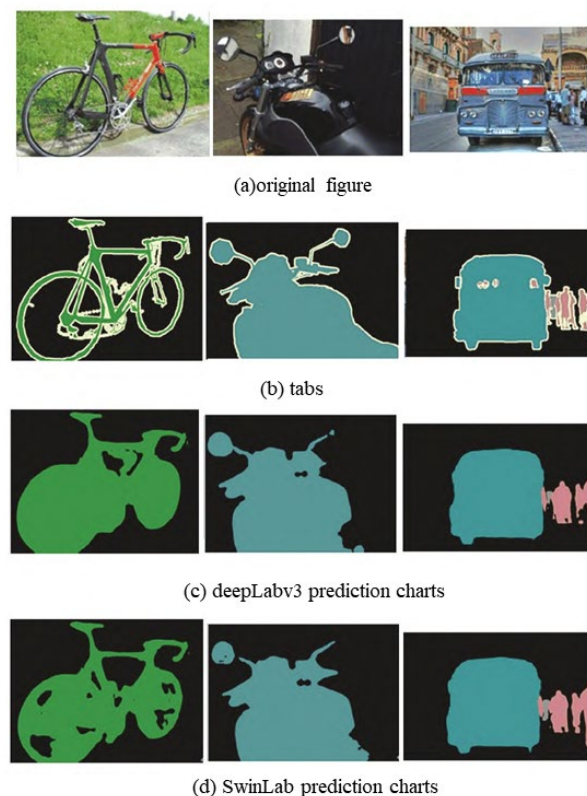 (a)original figure
(b) tabs
(c) deepLabv3 prediction charts
(d) SwinLab prediction charts